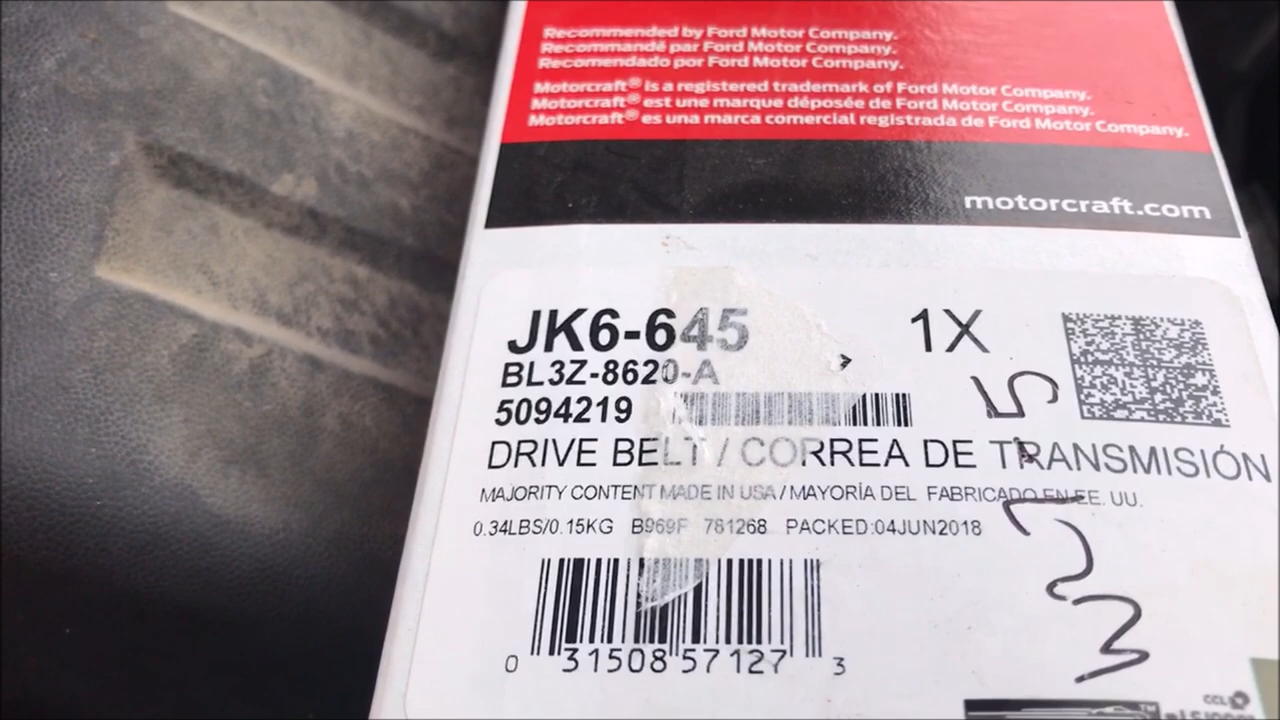 Recommended by Ford Motor Company.
Recommandé par Ford Motor Company.
Recomendado por Ford Motor Company.
Motorcraft® is a registered trademark of Ford Motor Company.
Motorcraft® est une marque déposée de Ford Motor Company.
Motorcraft® es una marca comercial registrada de Ford Motor Company.
motorcraft.com
JK6-645 1X
BL3Z-8620-A
5094219
DRIVE BELT / CORREA DE TRANSMISIÓN
MAJORITY CONTENT MADE IN USA / MAYORÍA DEL FABRICADO EN EE. UU.
0.34LBS/0.15KG B969F 781268 PACKED:04JUN2018
0 31508 57127 3
CCL